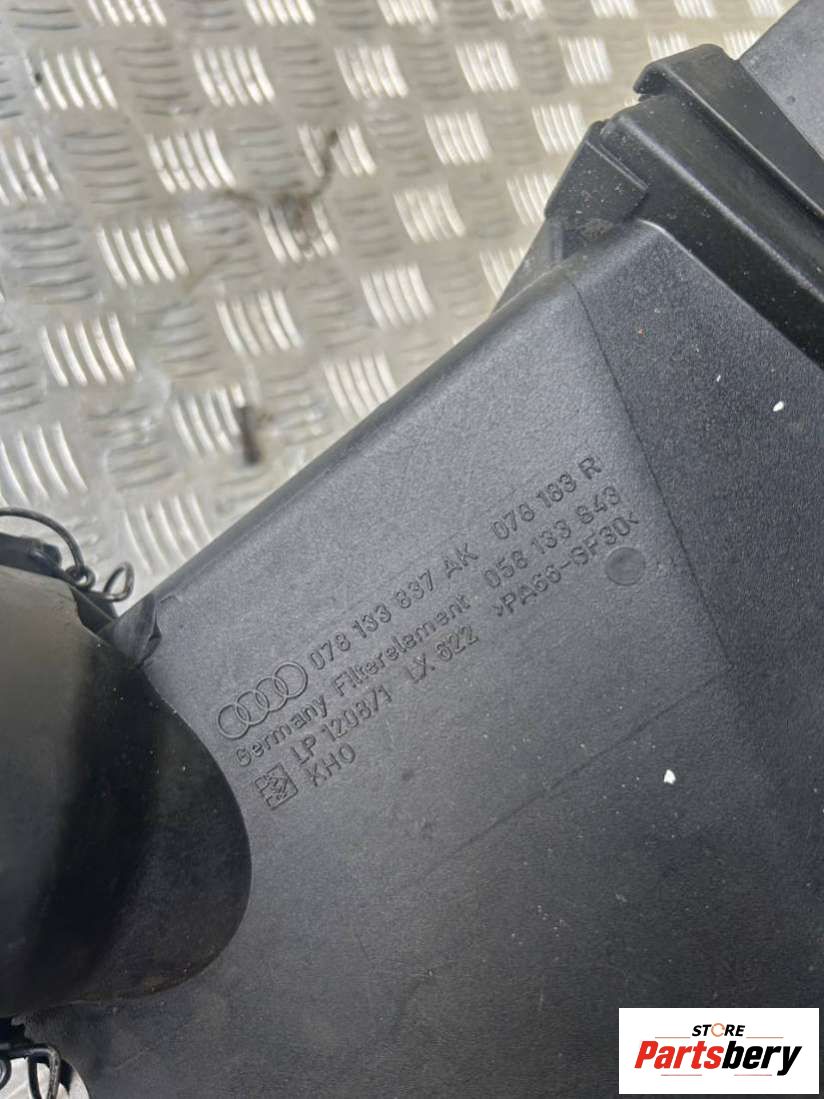 078 133 837 AK 078 183 R
Germany Filterelement 058 133 843
LP 1208/1 LX 622 >PA66-GF30<
KHO
STORE
Partsbery